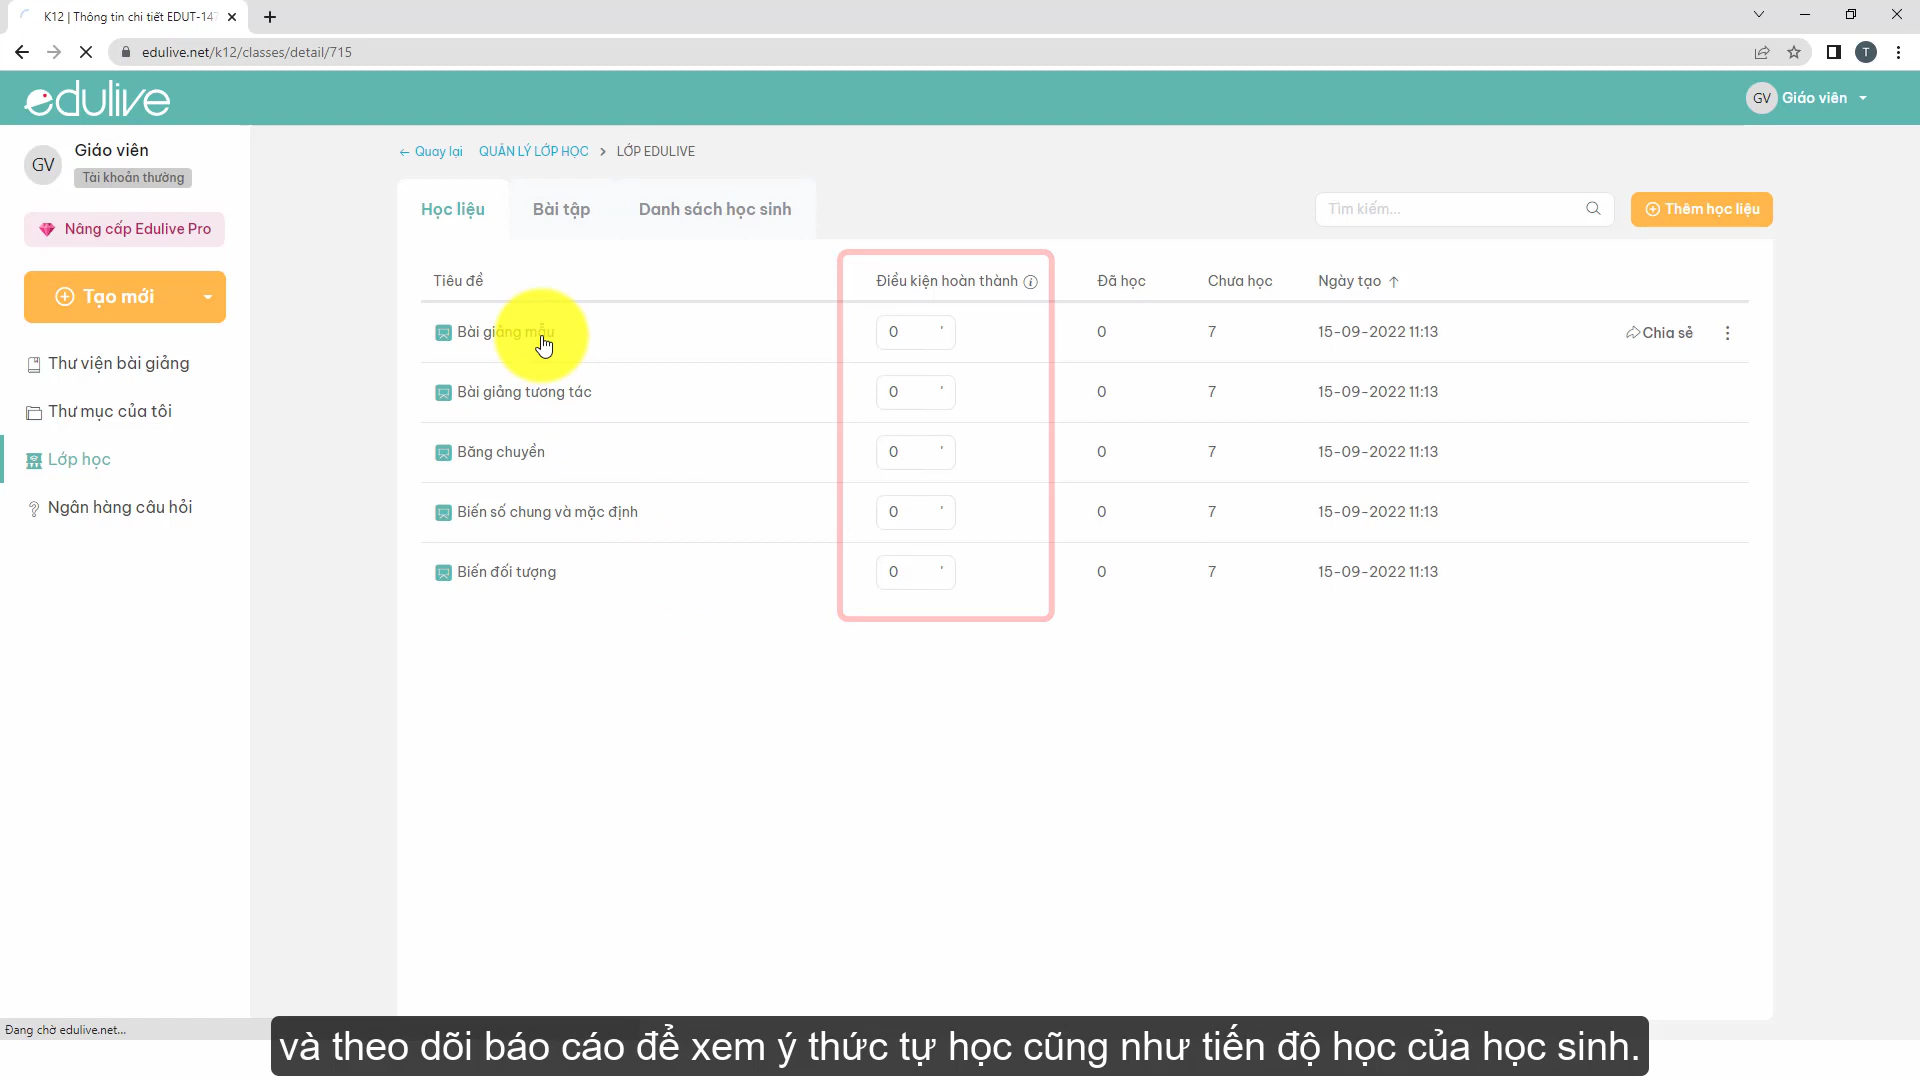 K12 | Thông tin chi tiết EDUT-147
edulive.net/k12/classes/detail/715
T
edulive
GV Giáo viên
GV
Giáo viên
Tài khoản thường
Nâng cấp Edulive Pro
Tạo mới
Thư viện bài giảng
Thư mục của tôi
Lớp học
Ngân hàng câu hỏi
← Quay lại QUẢN LÝ LỚP HỌC > LỚP EDULIVE
Học liệu Bài tập Danh sách học sinh
Tìm kiếm...
Thêm học liệu
Tiêu đề Điều kiện hoàn thành Đã học Chưa học Ngày tạo ↑
Bài giảng mẫu 0 ' 0 7 15-09-2022 11:13 Chia sẻ
Bài giảng tương tác 0 ' 0 7 15-09-2022 11:13
Băng chuyền 0 ' 0 7 15-09-2022 11:13
Biến số chung và mặc định 0 ' 0 7 15-09-2022 11:13
Biến đối tượng 0 ' 0 7 15-09-2022 11:13
Đang chờ edulive.net...
và theo dõi báo cáo để xem ý thức tự học cũng như tiến độ học của học sinh.